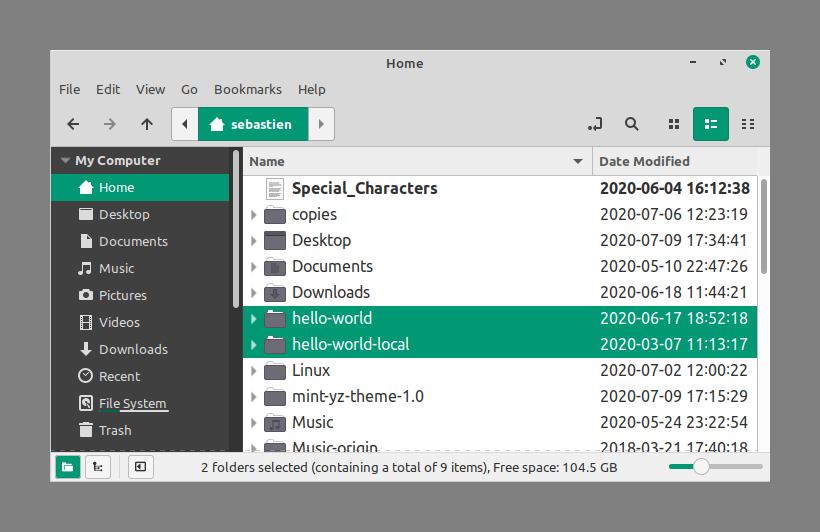 Home
File Edit View Go Bookmarks Help
sebastien
My Computer
Home
Desktop
Documents
Music
Pictures
Videos
Downloads
Recent
File System
Trash
Name Date Modified
Special_Characters 2020-06-04 16:12:38
copies 2020-07-06 12:23:19
Desktop 2020-07-09 17:34:41
Documents 2020-05-10 22:47:26
Downloads 2020-06-18 11:44:21
hello-world 2020-06-17 18:52:18
hello-world-local 2020-03-07 11:13:17
Linux 2020-07-02 12:00:22
mint-yz-theme-1.0 2020-07-09 17:15:29
Music 2020-05-24 23:22:54
Music-origin 2018-03-21 17:40:18
2 folders selected (containing a total of 9 items), Free space: 104.5 GB